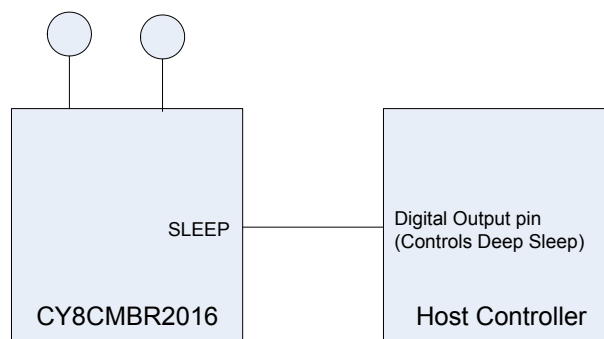 SLEEP
Digital Output pin
(Controls Deep Sleep)
CY8CMBR2016
Host Controller